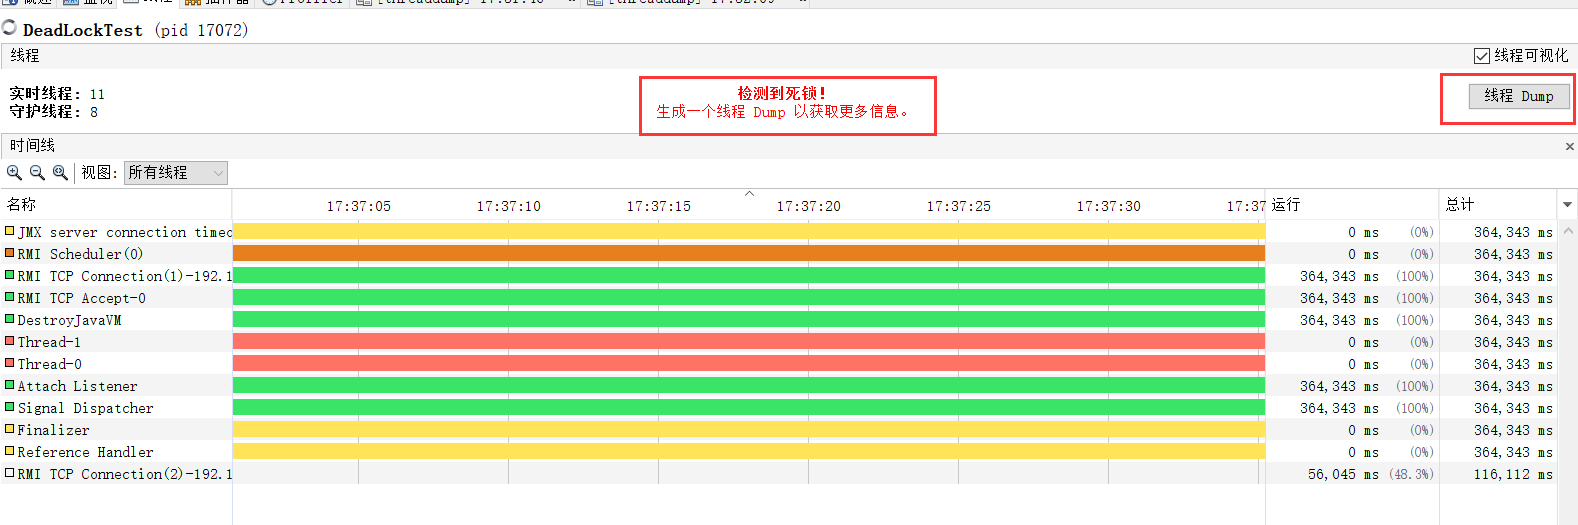 DeadLockTest (pid 17072)
线程
线程可视化
实时线程: 11
守护线程: 8
检测到死锁!
生成一个线程 Dump 以获取更多信息。
线程 Dump
时间线
视图: 所有线程
名称 17:37:05 17:37:10 17:37:15 17:37:20 17:37:25 17:37:30 17:37 运行 总计
JMX server connection timeo 0 ms (0%) 364,343 ms
RMI Scheduler(0) 0 ms (0%) 364,343 ms
RMI TCP Connection(1)-192.1 364,343 ms (100%) 364,343 ms
RMI TCP Accept-0 364,343 ms (100%) 364,343 ms
DestroyJavaVM 364,343 ms (100%) 364,343 ms
Thread-1 0 ms (0%) 364,343 ms
Thread-0 0 ms (0%) 364,343 ms
Attach Listener 364,343 ms (100%) 364,343 ms
Signal Dispatcher 364,343 ms (100%) 364,343 ms
Finalizer 0 ms (0%) 364,343 ms
Reference Handler 0 ms (0%) 364,343 ms
RMI TCP Connection(2)-192.1 56,045 ms (48.3%) 116,112 ms